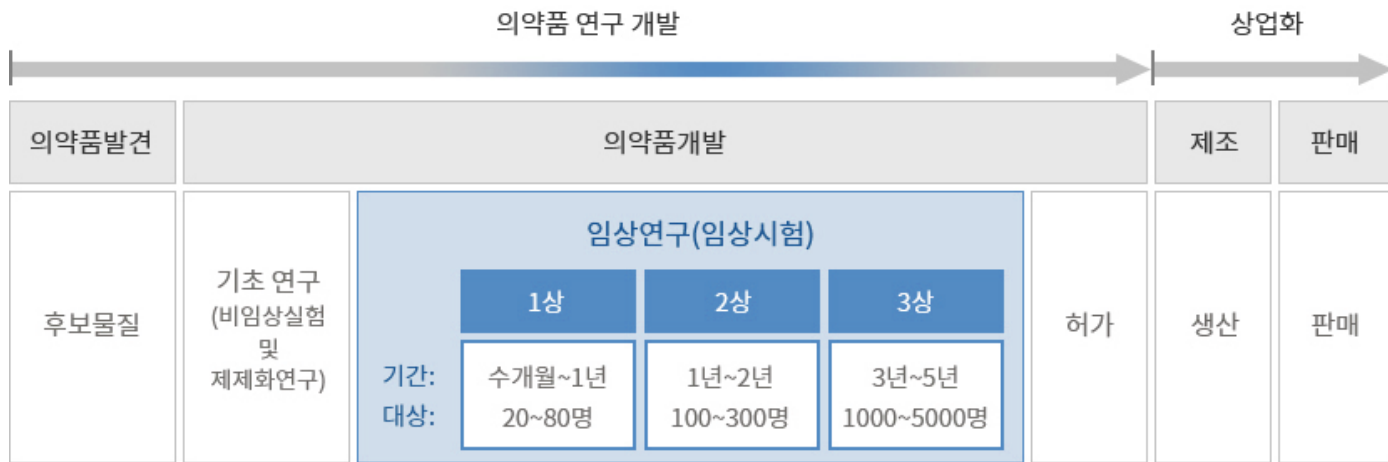 의약품 연구 개발
상업화
의약품발견
의약품개발
제조
판매
후보물질
기초 연구
(비임상실험
및
제제화연구)
임상연구(임상시험)
1상
2상
3상
기간:
수개월~1년
1년~2년
3년~5년
대상:
20~80명
100~300명
1000~5000명
허가
생산
판매